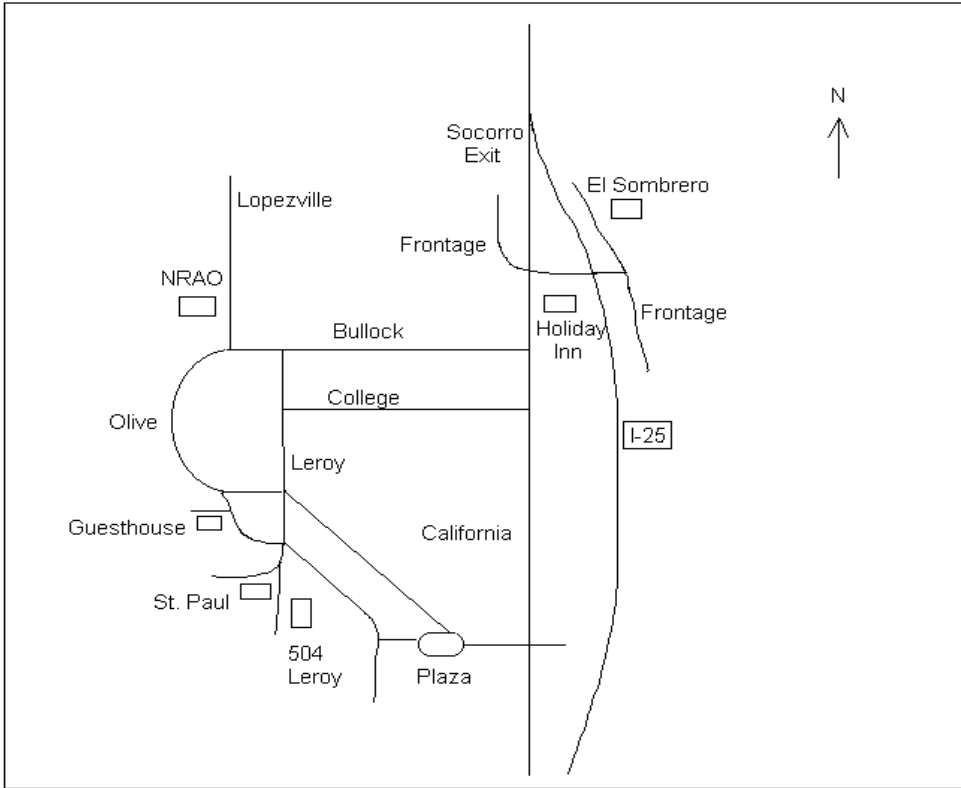 N
Socorro
Exit
El Sombrero
Lopezville
Frontage
NRAO
Frontage
Holiday
Inn
Bullock
College
Olive
I-25
Leroy
Guesthouse
California
St. Paul
504
Leroy
Plaza